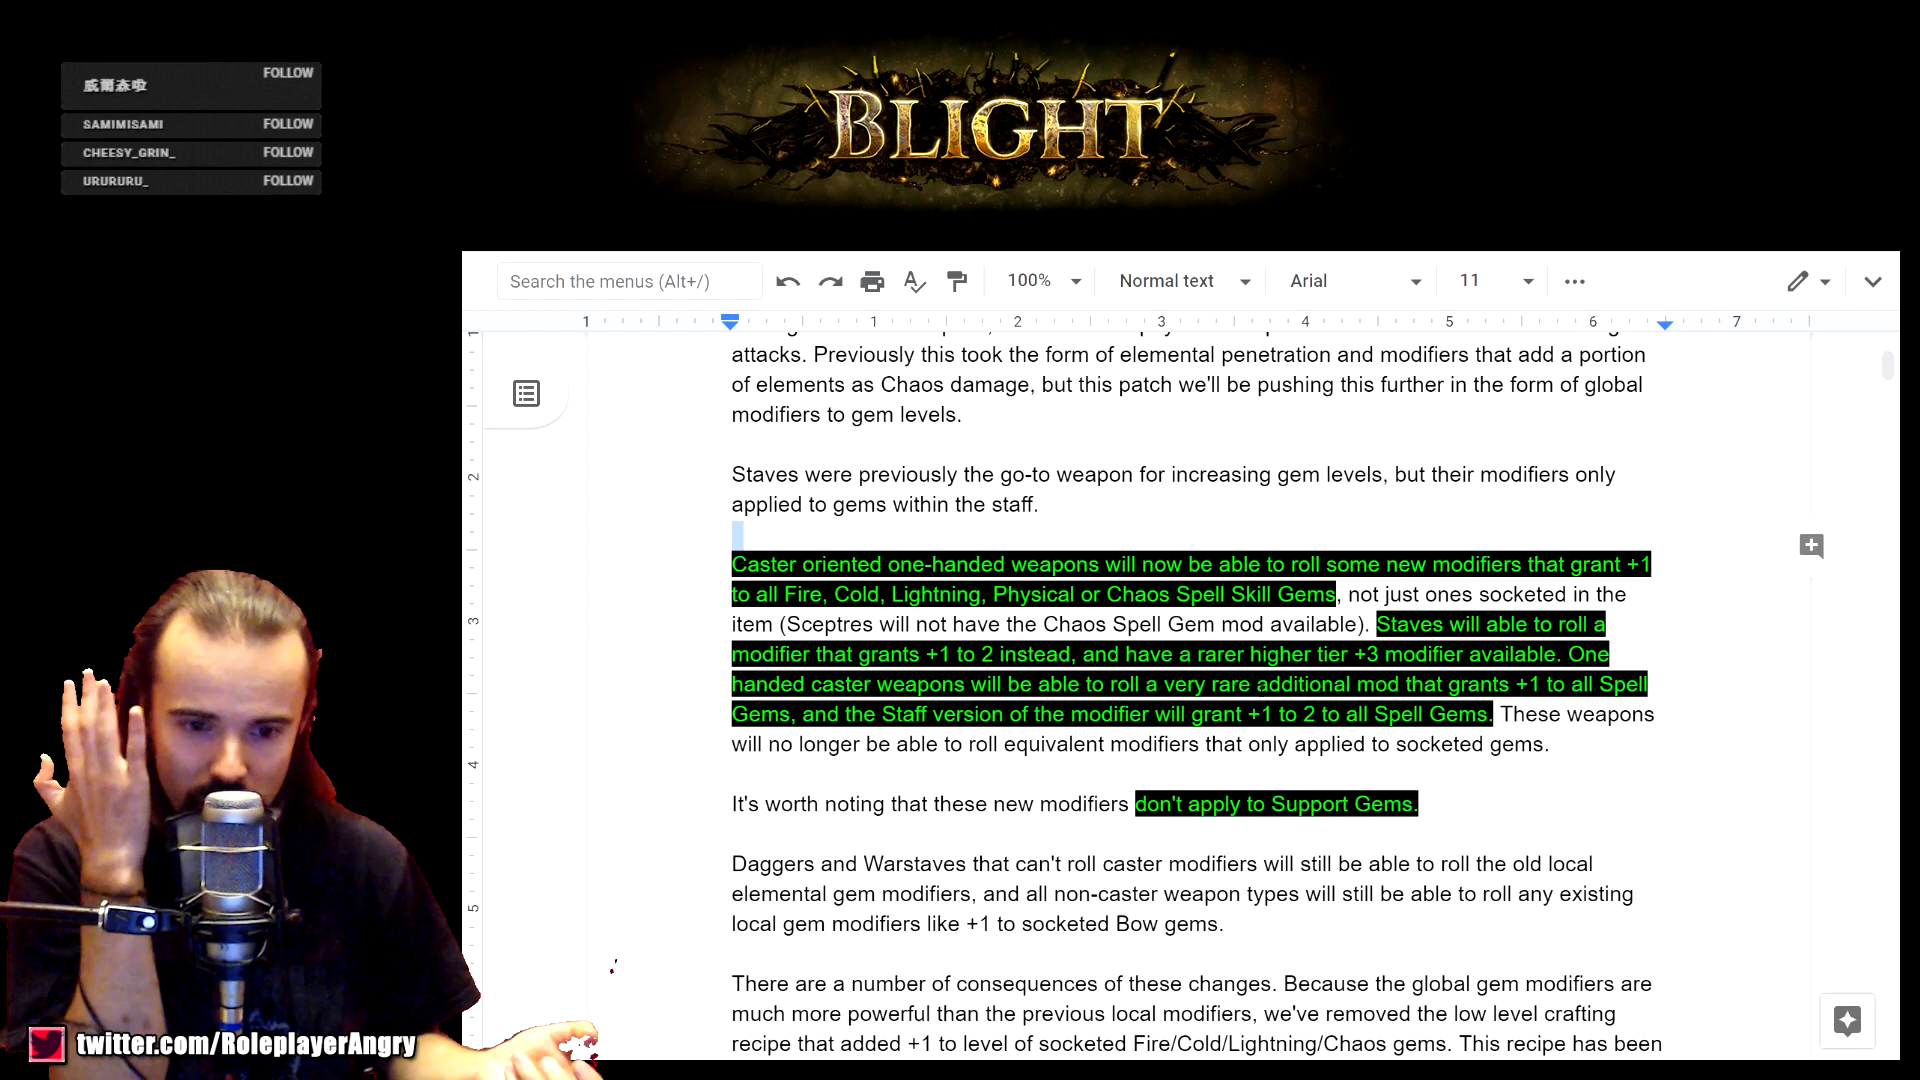 FOLLOW
SAMIMISAMI FOLLOW
CHEESY_GRIN_ FOLLOW
URURURU_ FOLLOW
BLIGHT
Search the menus (Alt+/) 100% Normal text Arial 11
1 1 2 3 4 5 6 7
attacks. Previously this took the form of elemental penetration and modifiers that add a portion
of elements as Chaos damage, but this patch we'll be pushing this further in the form of global
modifiers to gem levels.
2
Staves were previously the go-to weapon for increasing gem levels, but their modifiers only
applied to gems within the staff.
Caster oriented one-handed weapons will now be able to roll some new modifiers that grant +1
to all Fire, Cold, Lightning, Physical or Chaos Spell Skill Gems, not just ones socketed in the
3
item (Sceptres will not have the Chaos Spell Gem mod available). Staves will able to roll a
modifier that grants +1 to 2 instead, and have a rarer higher tier +3 modifier available. One
handed caster weapons will be able to roll a very rare additional mod that grants +1 to all Spell
Gems, and the Staff version of the modifier will grant +1 to 2 to all Spell Gems. These weapons
will no longer be able to roll equivalent modifiers that only applied to socketed gems.
4
It's worth noting that these new modifiers don't apply to Support Gems.
Daggers and Warstaves that can't roll caster modifiers will still be able to roll the old local
elemental gem modifiers, and all non-caster weapon types will still be able to roll any existing
5
local gem modifiers like +1 to socketed Bow gems.
There are a number of consequences of these changes. Because the global gem modifiers are
much more powerful than the previous local modifiers, we've removed the low level crafting
recipe that added +1 to level of socketed Fire/Cold/Lightning/Chaos gems. This recipe has been
twitter.com/RoleplayerAngry